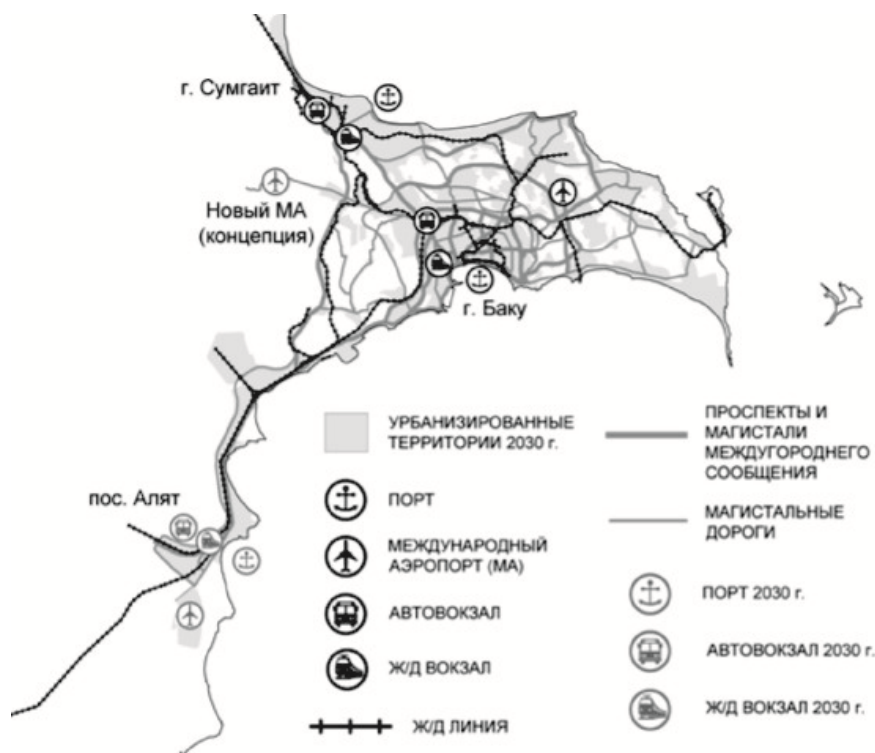 г. Сумгаит
Новый МА
(концепция)
г. Баку
пос. Алят
УРБАНИЗИРОВАННЫЕ
ТЕРРИТОРИИ 2030 г.
ПОРТ
МЕЖДУНАРОДНЫЙ
АЭРОПОРТ (МА)
АВТОВОКЗАЛ
Ж/Д ВОКЗАЛ
Ж/Д ЛИНИЯ
ПРОСПЕКТЫ И
МАГИСТАЛИ
МЕЖДУГОРОДНЕГО
СООБЩЕНИЯ
МАГИСТАЛЬНЫЕ
ДОРОГИ
ПОРТ 2030 г.
АВТОВОКЗАЛ 2030 г.
Ж/Д ВОКЗАЛ 2030 г.